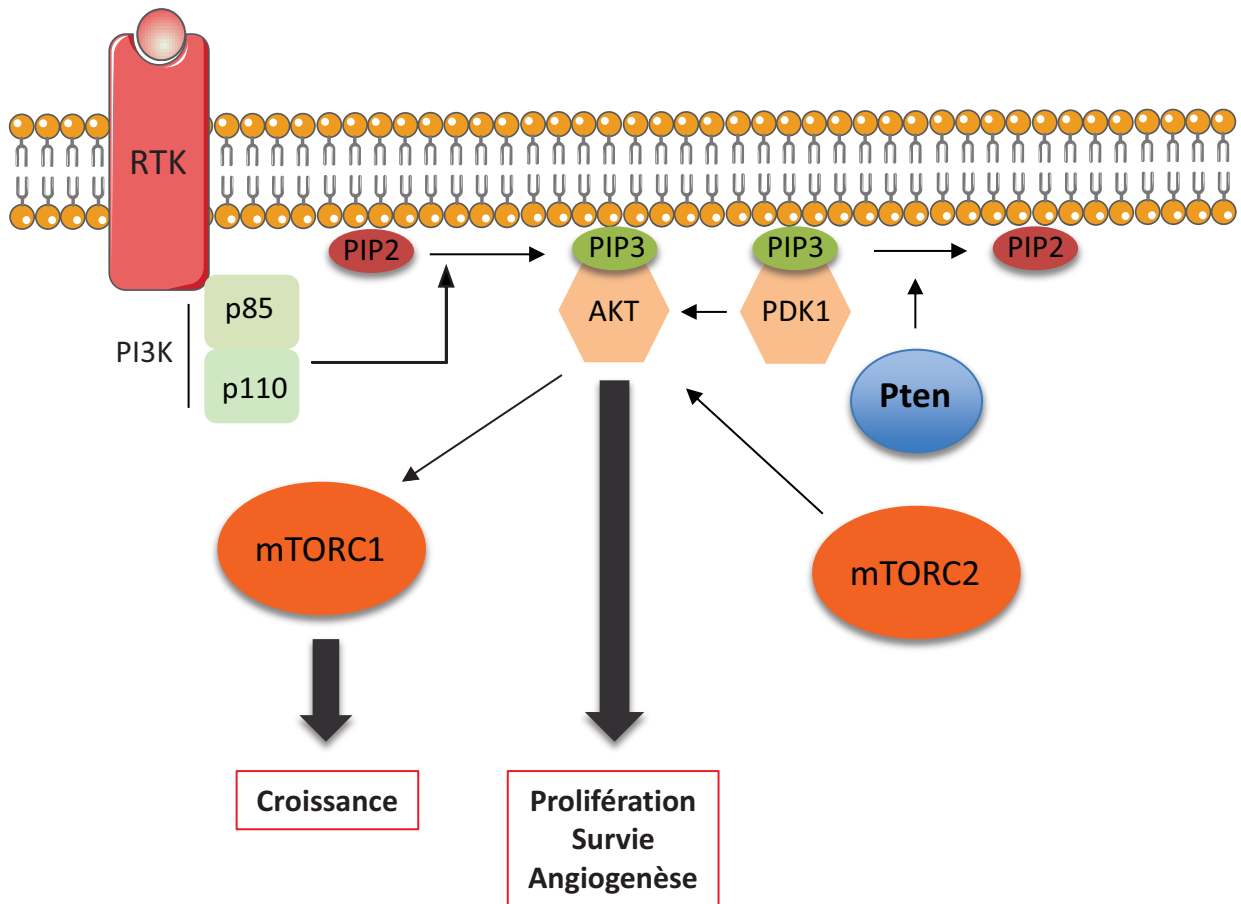 RTK
PIP2
PIP3
PIP3
PIP2
p85
AKT
PDK1
PI3K
p110
Pten
mTORC1
mTORC2
Croissance
Prolifération
Survie
Angiogenèse